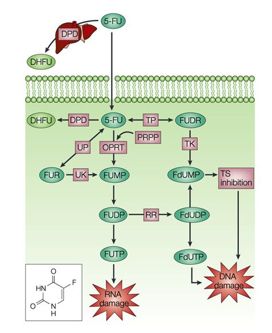 5-FU
DPD
DHFU
DHFU
DPD
5-FU
TP
FUDR
UP
OPRT
PRPP
TK
FUR
UK
FUMP
FdUMP
TS
inhibition
FUDP
RR
FdUDP
FUTP
FdUTP
RNA
damage
DNA
damage
O
F
HN
O
N
H